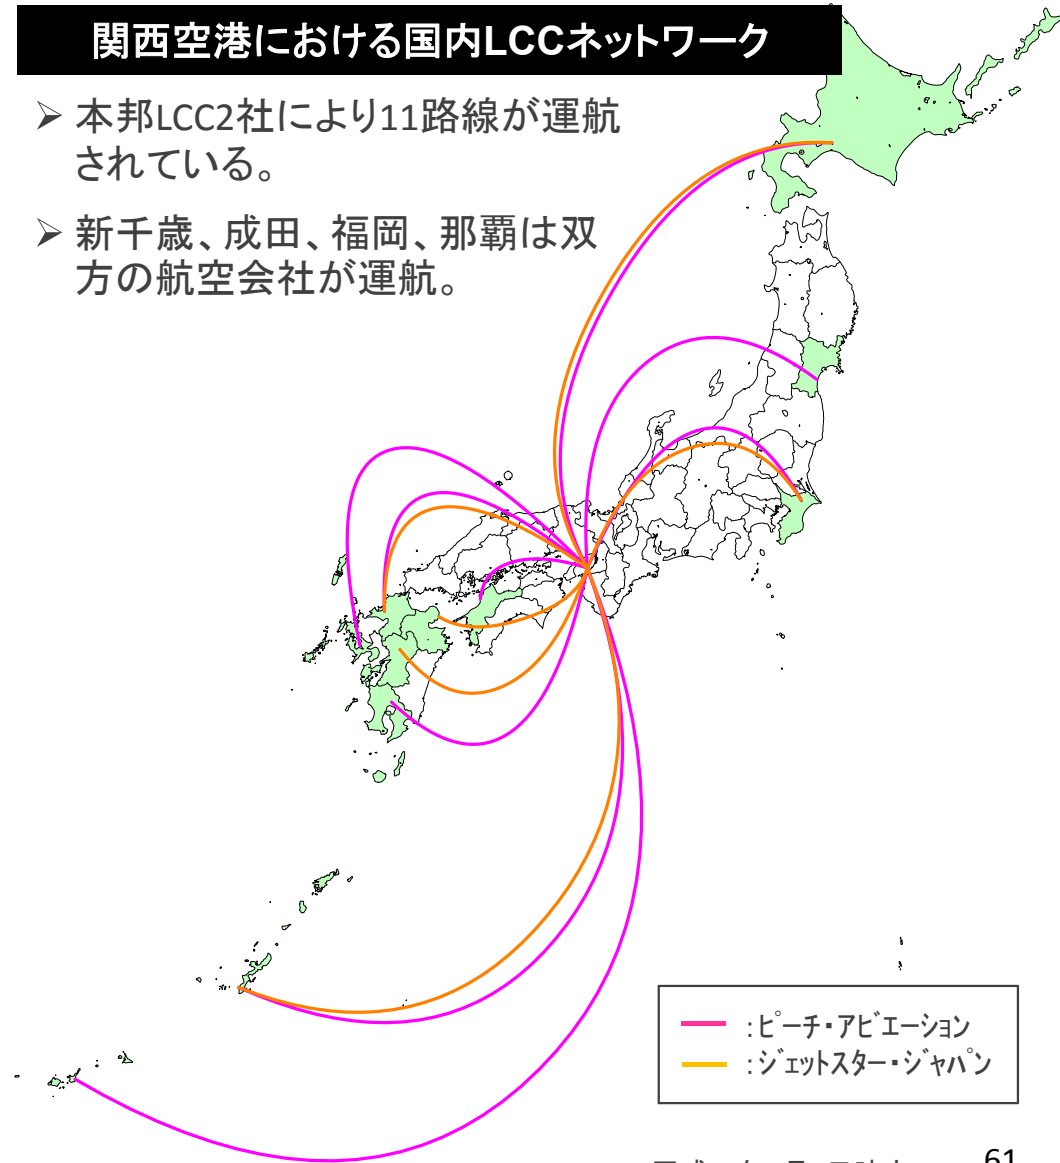 関西空港における国内LCCネットワーク
➢ 本邦LCC2社により11路線が運航
されている。
➢ 新千歳、成田、福岡、那覇は双
方の航空会社が運航。
:ピーチ・アビエーション
:ジェットスター・ジャパン
61